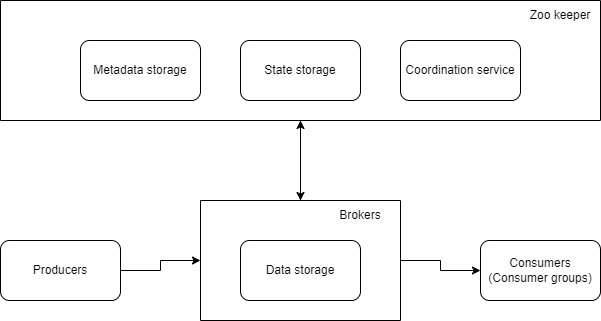 Zoo keeper
Metadata storage
State storage
Coordination service
Brokers
Producers
Data storage
Consumers
(Consumer groups)